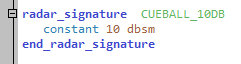 radar_signature CUEBALL_10DB
constant 10 dbsm
end_radar_signature